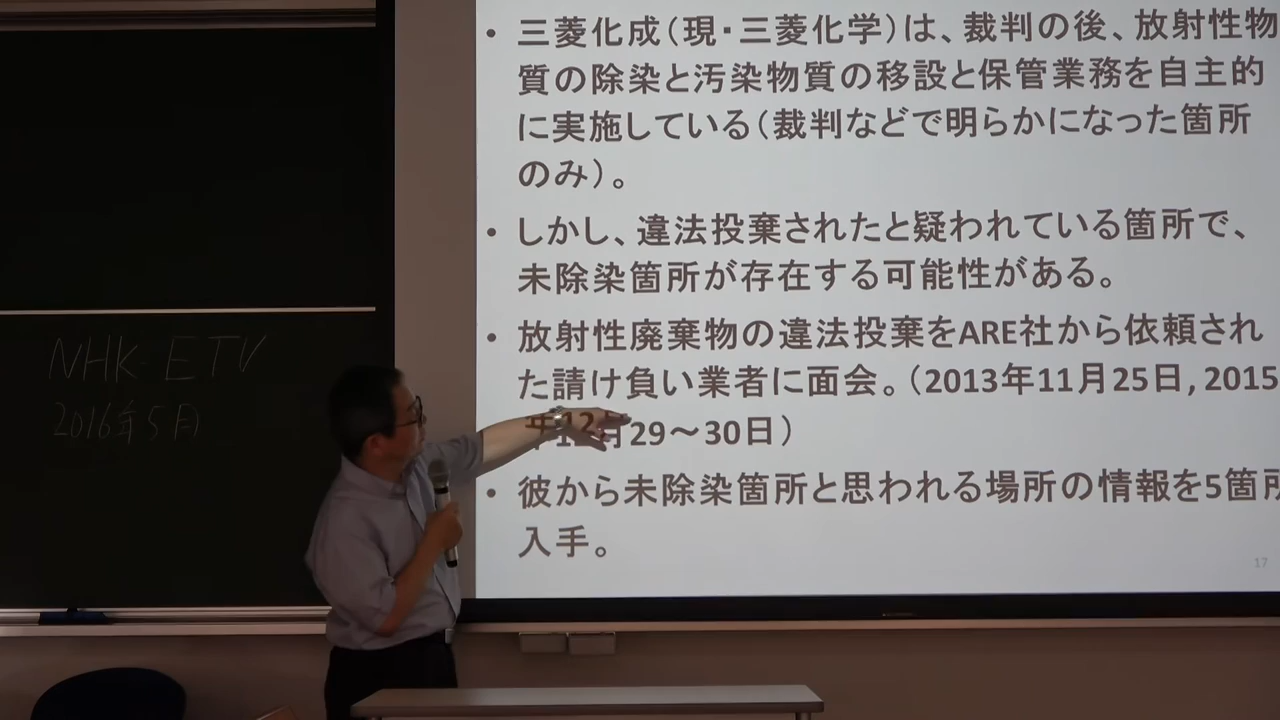 • 三菱化成（現・三菱化学）は、裁判の後、放射性物
質の除染と汚染物質の移設と保管業務を自主的
に実施している（裁判などで明らかになった箇所
のみ）。
• しかし、違法投棄されたと疑われている箇所で、
未除染箇所が存在する可能性がある。
• 放射性廃棄物の違法投棄をARE社から依頼され
た請け負い業者に面会。（2013年11月25日, 2015
年12月29～30日）
• 彼から未除染箇所と思われる場所の情報を5箇所
入手。
17
NHK-ETV
2016年5月